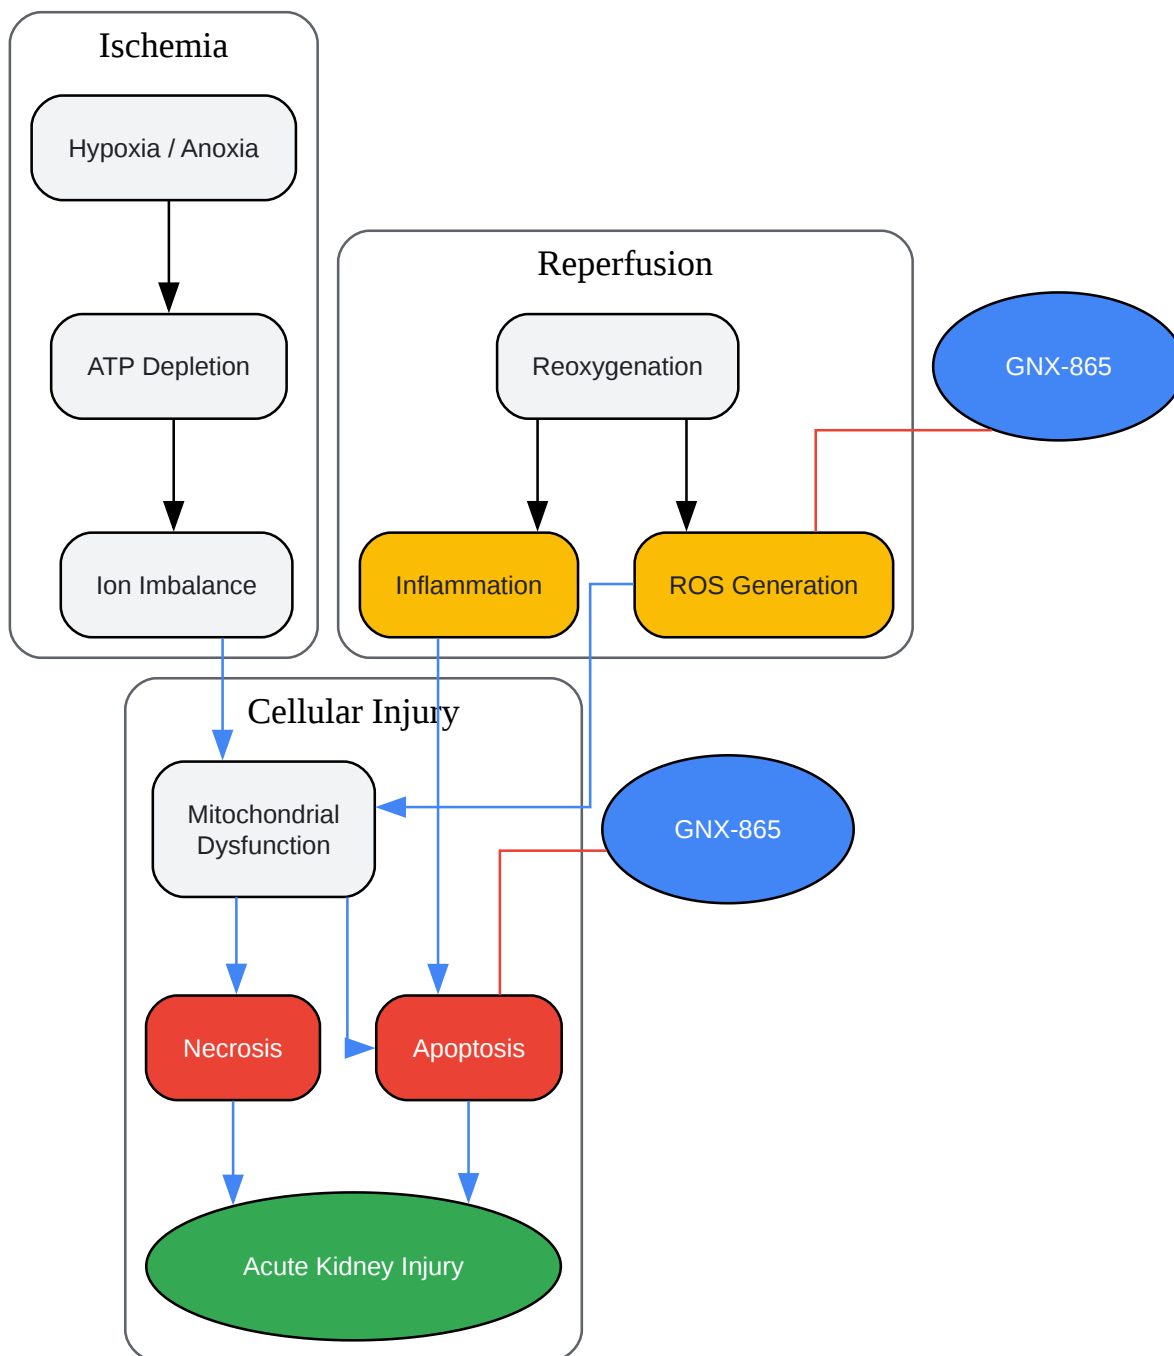 Ischemia
Hypoxia / Anoxia
ATP Depletion
Ion Imbalance
Reperfusion
Reoxygenation
Inflammation
ROS Generation
GNX-865
Cellular Injury
Mitochondrial
Dysfunction
GNX-865
Necrosis
Apoptosis
Acute Kidney Injury